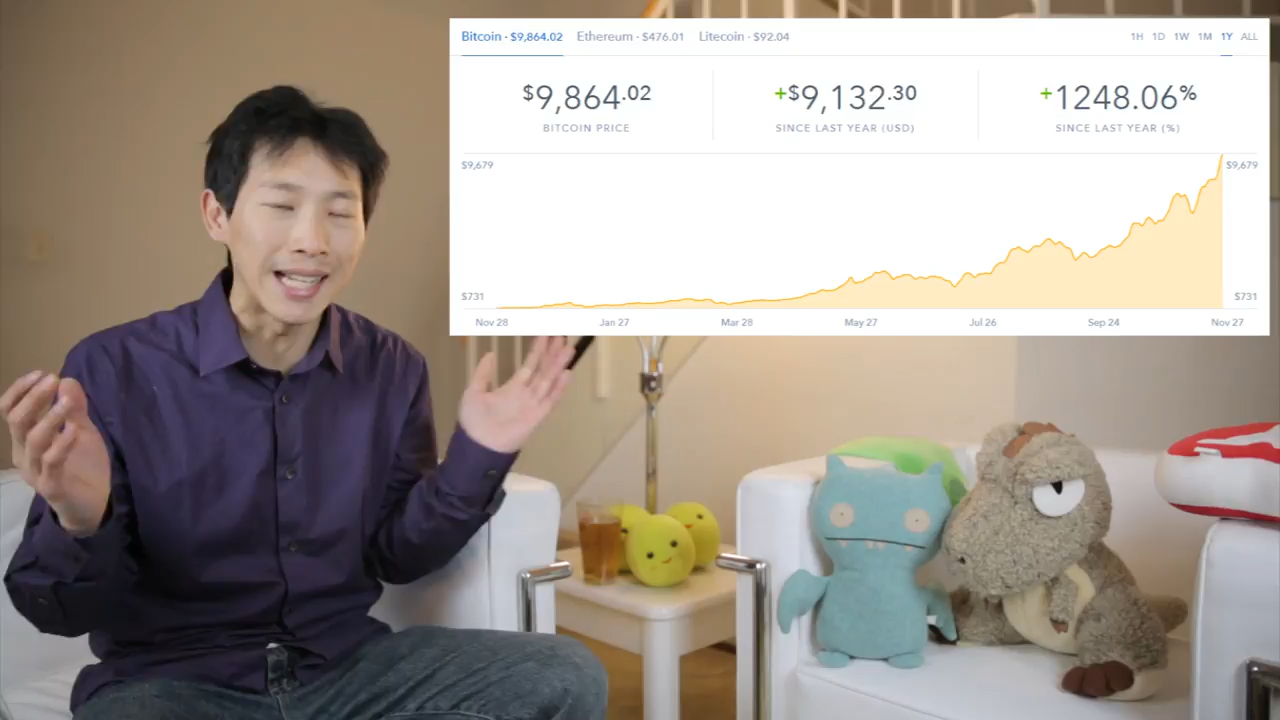 Bitcoin · $9,864.02 Ethereum · $476.01 Litecoin · $92.04 1H 1D 1W 1M 1Y ALL
$9,864.02 +$9,132.30 +1248.06%
BITCOIN PRICE SINCE LAST YEAR (USD) SINCE LAST YEAR (%)
$9,679 $9,679
$731 $731
Nov 28 Jan 27 Mar 28 May 27 Jul 26 Sep 24 Nov 27